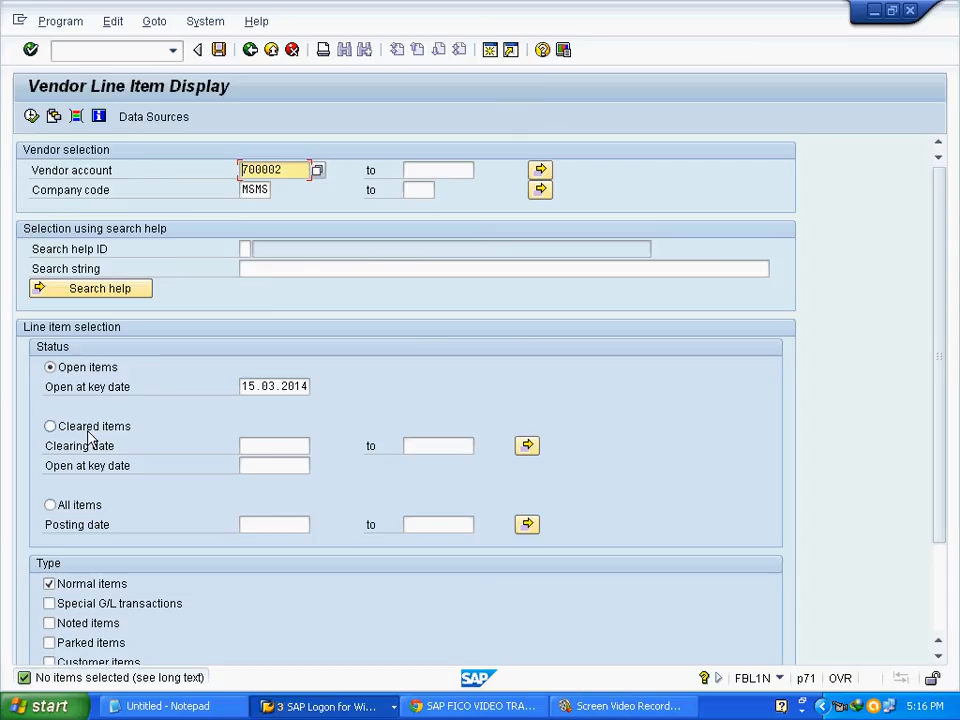 Program Edit Goto System Help
Vendor Line Item Display
Data Sources
Vendor selection
Vendor account 700002 to
Company code MSMS to
Selection using search help
Search help ID
Search string
Search help
Line item selection
Status
Open items
Open at key date 15.03.2014
Cleared items
Clearing date to
Open at key date
All items
Posting date to
Type
Normal items
Special G/L transactions
Noted items
Parked items
Customer items
No items selected (see long text) SAP FBL1N p71 OVR
start Untitled - Notepad 3 SAP Logon for Wi... SAP FICO VIDEO TRA... Screen Video Record... 5:16 PM